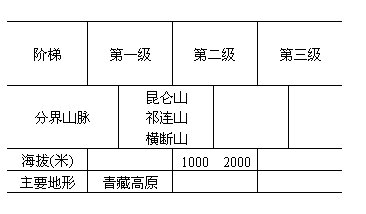 阶梯 第一级 第二级 第三级
昆仑山
分界山脉 祁连山
横断山
海拔(米) 1000 2000
主要地形 青藏高原